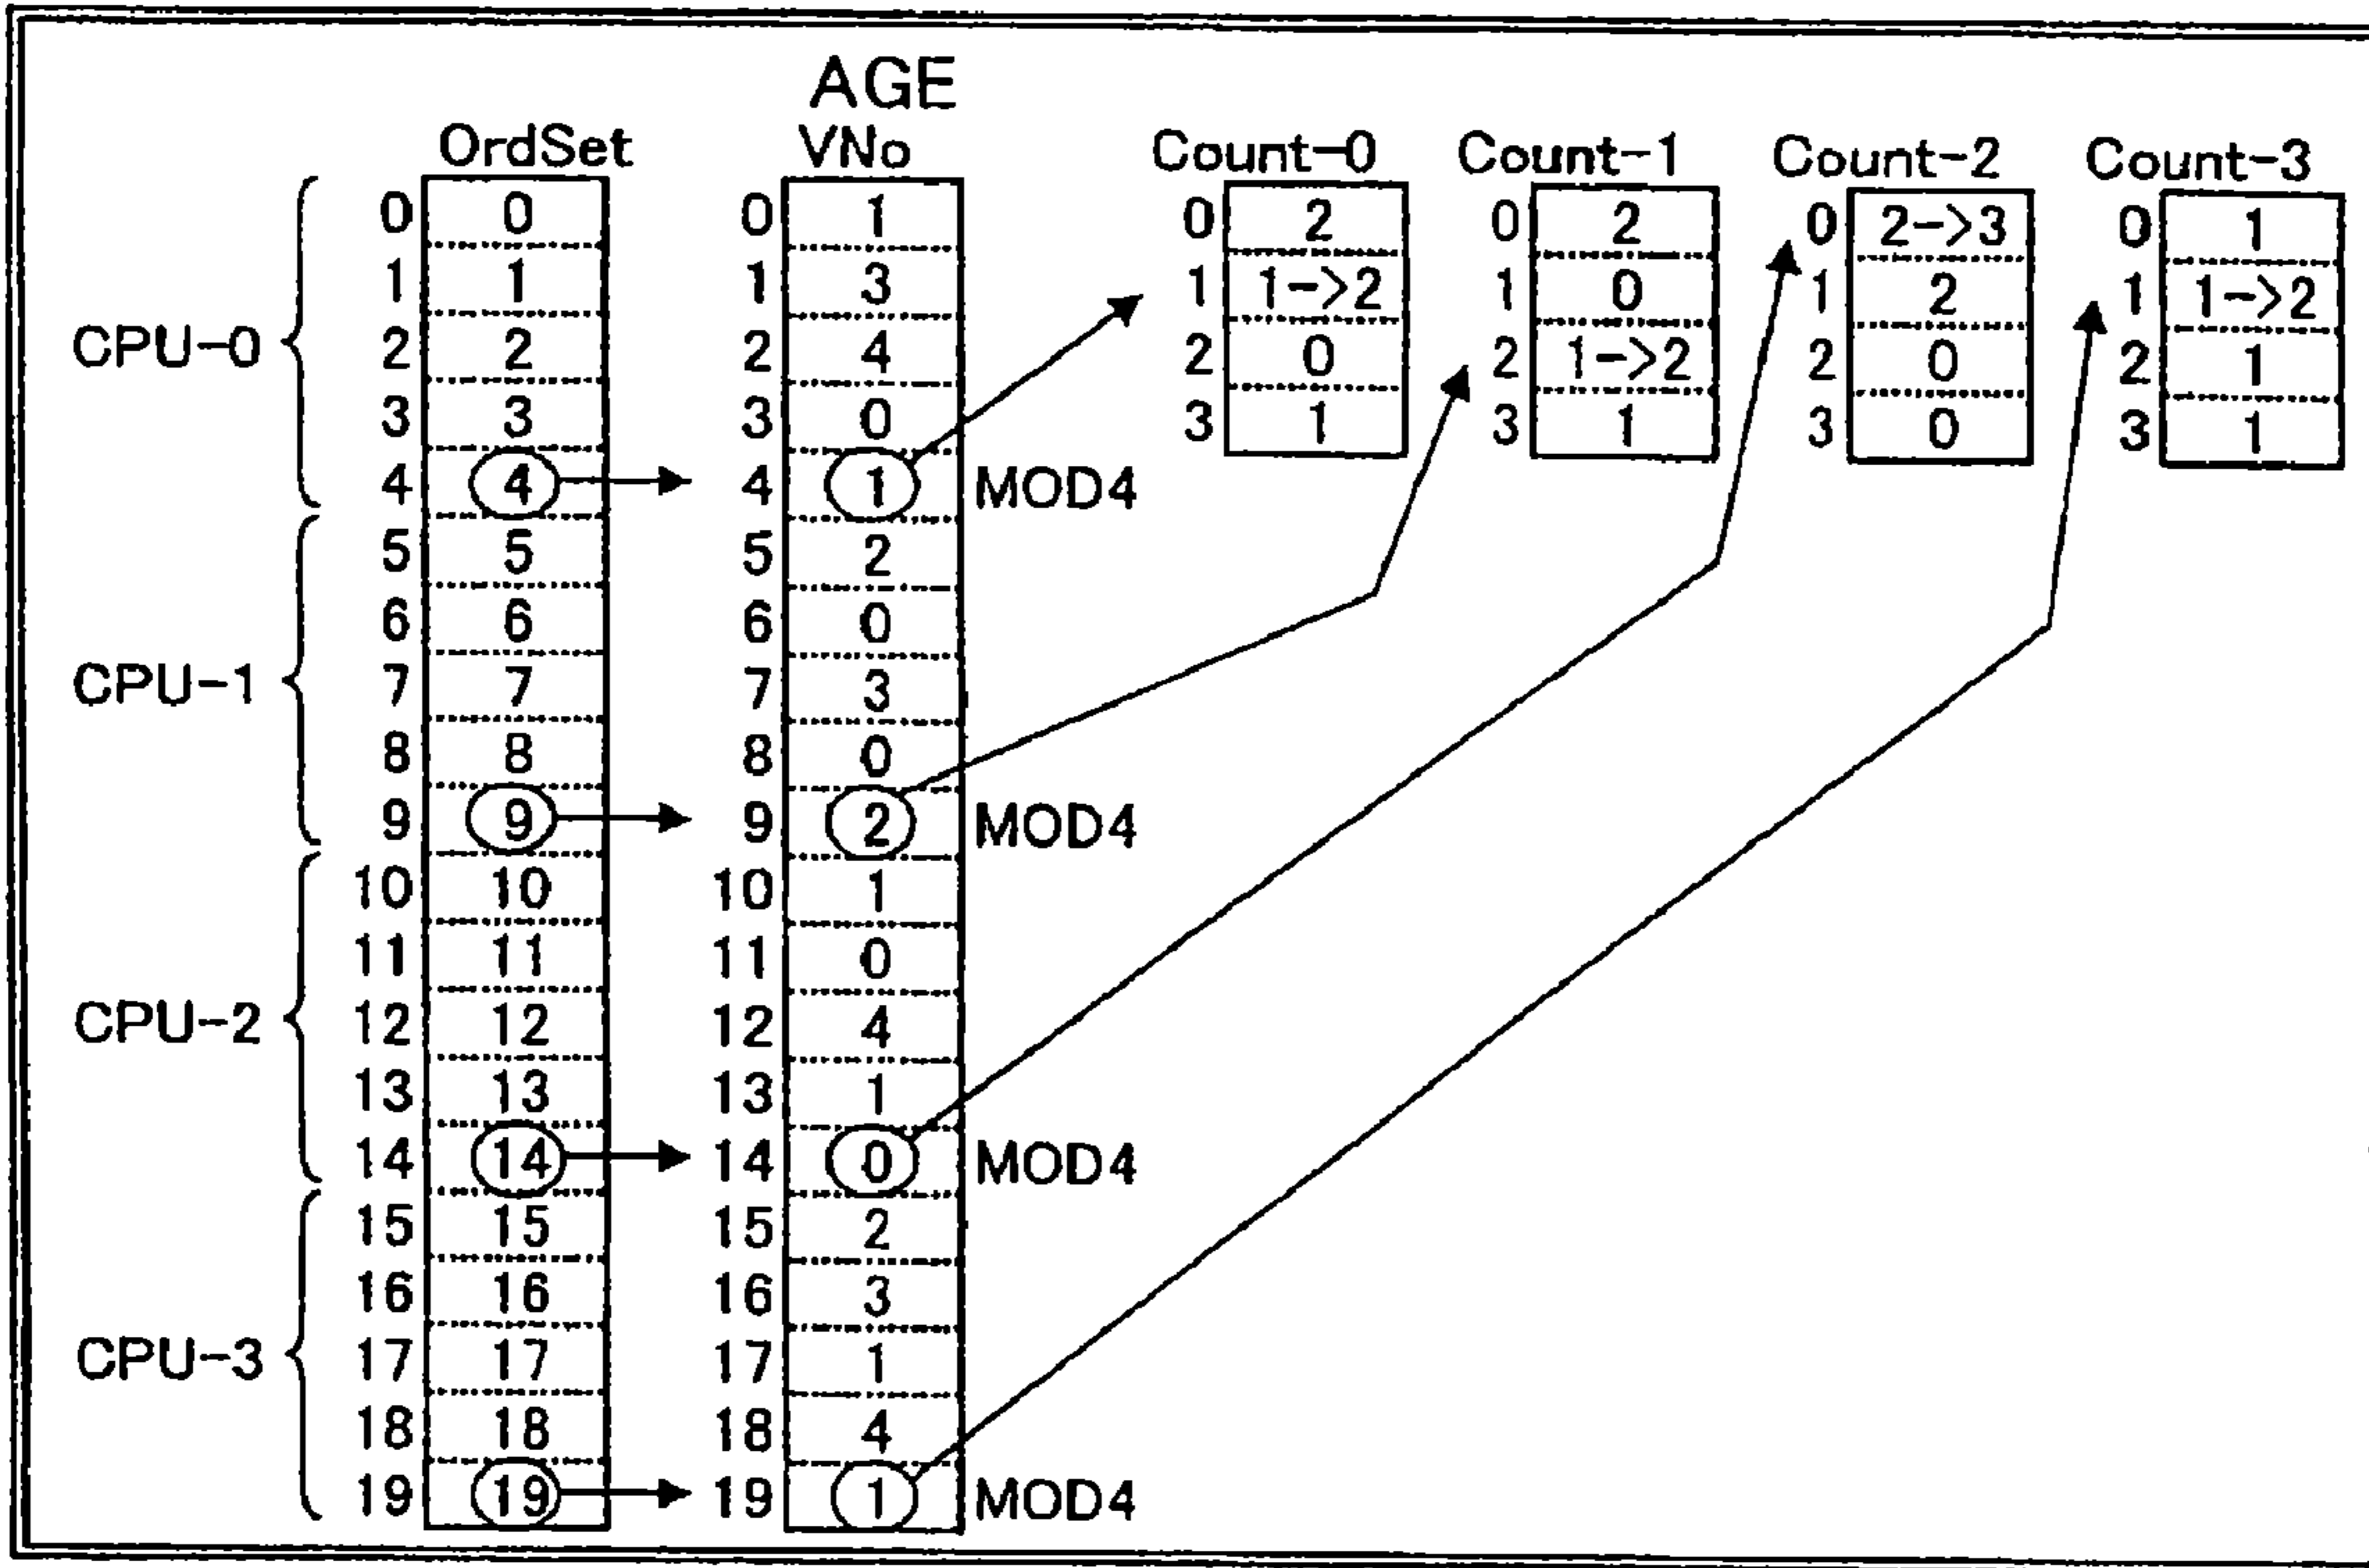 AGE
OrdSet VNo Count-0 Count-1 Count-2 Count-3
0 0 0 1 0 2 0 2 0 2->3 0 1
1 1 1 3 1 1->2 1 0 1 2 1 1->2
CPU-0 2 2 2 4 2 0 2 1->2 2 0 2 1
3 3 3 0 3 1 3 1 3 0 3 1
4 4 4 1 MOD4
5 5 5 2
6 6 6 0
CPU-1 7 7 7 3
8 8 8 0
9 9 9 2 MOD4
10 10 10 1
11 11 11 0
CPU-2 12 12 12 4
13 13 13 1
14 14 14 0 MOD4
15 15 15 2
16 16 16 3
CPU-3 17 17 17 1
18 18 18 4
19 19 19 1 MOD4